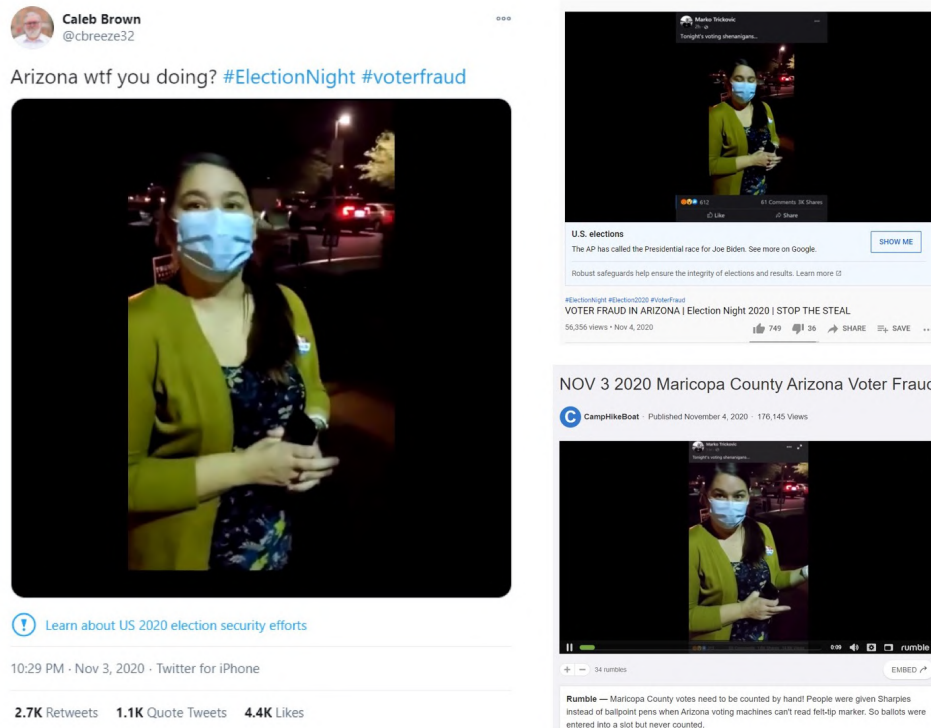 Caleb Brown
@cbreeze32
Arizona wtf you doing? #ElectionNight #voterfraud
Learn about US 2020 election security efforts
10:29 PM · Nov 3, 2020 · Twitter for iPhone
2.7K Retweets 1.1K Quote Tweets 4.4K Likes
Marko Trickovic
Tonight's voting shenanigans...
612 61 Comments 3K Shares
Like Share
U.S. elections
The AP has called the Presidential race for Joe Biden. See more on Google.
SHOW ME
Robust safeguards help ensure the integrity of elections and results. Learn more
#ElectionNight #Election2020 #VoterFraud
VOTER FRAUD IN ARIZONA | Election Night 2020 | STOP THE STEAL
56,356 views • Nov 4, 2020 749 36 SHARE SAVE
NOV 3 2020 Maricopa County Arizona Voter Fraud
C CampHikeBoat · Published November 4, 2020 · 176,145 Views
Marko Trickovic
Tonight's voting shenanigans...
0:09 rumble
+ − 34 rumbles EMBED
Rumble — Maricopa County votes need to be counted by hand! People were given Sharpies
instead of ballpoint pens when Arizona voting machines can't read felt-tip marker. So ballots were
entered into a slot but never counted.